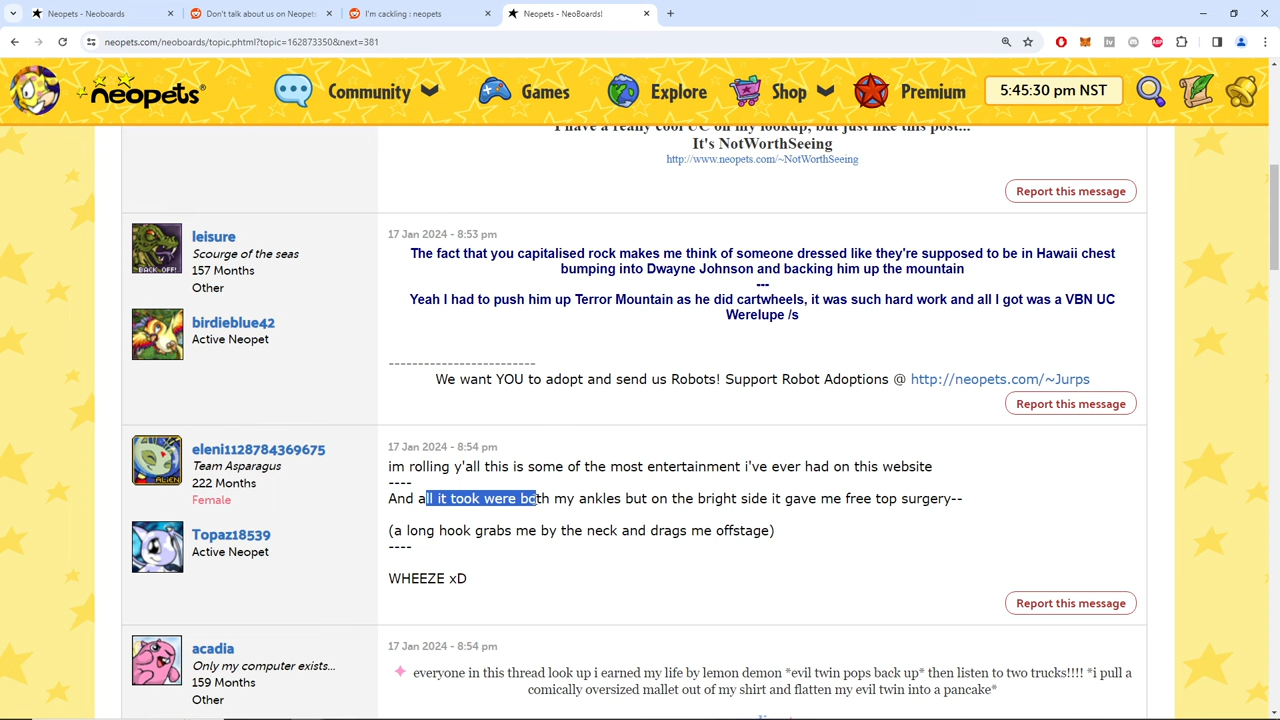 Neopets - Neoboards
Don't talk about us on Neopets
I'm cackling : neopets
Neopets - NeoBoards!
neopets.com/neoboards/topic.phtml?topic=162873350&next=381
neopets
Community
Games
Explore
Shop
Premium
5:45:30 pm NST
I have a really cool UC on my lookup, but just like this post...
It's NotWorthSeeing
http://www.neopets.com/~NotWorthSeeing
Report this message
BACK OFF!
leisure
Scourge of the seas
157 Months
Other
birdieblue42
Active Neopet
17 Jan 2024 - 8:53 pm
The fact that you capitalised rock makes me think of someone dressed like they're supposed to be in Hawaii chest
bumping into Dwayne Johnson and backing him up the mountain
---
Yeah I had to push him up Terror Mountain as he did cartwheels, it was such hard work and all I got was a VBN UC
Werelupe /s
------------------------
We want YOU to adopt and send us Robots! Support Robot Adoptions @ http://neopets.com/~Jurps
Report this message
ALIEN
eleni1128784369675
Team Asparagus
222 Months
Female
Topaz18539
Active Neopet
17 Jan 2024 - 8:54 pm
im rolling y'all this is some of the most entertainment i've ever had on this website
----
And all it took were both my ankles but on the bright side it gave me free top surgery--
(a long hook grabs me by the neck and drags me offstage)
----
WHEEZE xD
Report this message
acadia
Only my computer exists...
159 Months
Other
17 Jan 2024 - 8:54 pm
everyone in this thread look up i earned my life by lemon demon *evil twin pops back up* then listen to two trucks!!!! *i pull a
comically oversized mallet out of my shirt and flatten my evil twin into a pancake*